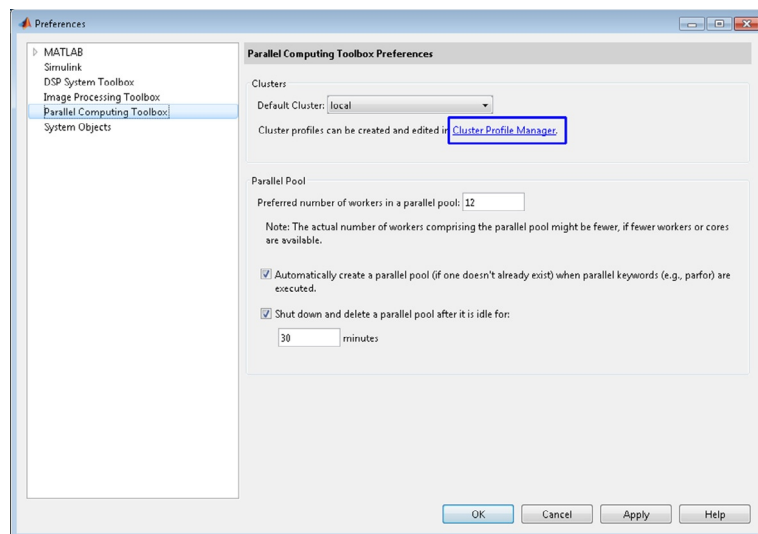 Preferences
MATLAB
Simulink
DSP System Toolbox
Image Processing Toolbox
Parallel Computing Toolbox
System Objects
Parallel Computing Toolbox Preferences
Clusters
Default Cluster: local
Cluster profiles can be created and edited in Cluster Profile Manager.
Parallel Pool
Preferred number of workers in a parallel pool: 12
Note: The actual number of workers comprising the parallel pool might be fewer, if fewer workers or cores
are available.
Automatically create a parallel pool (if one doesn't already exist) when parallel keywords (e.g., parfor) are
executed.
Shut down and delete a parallel pool after it is idle for:
30 minutes
OK Cancel Apply Help